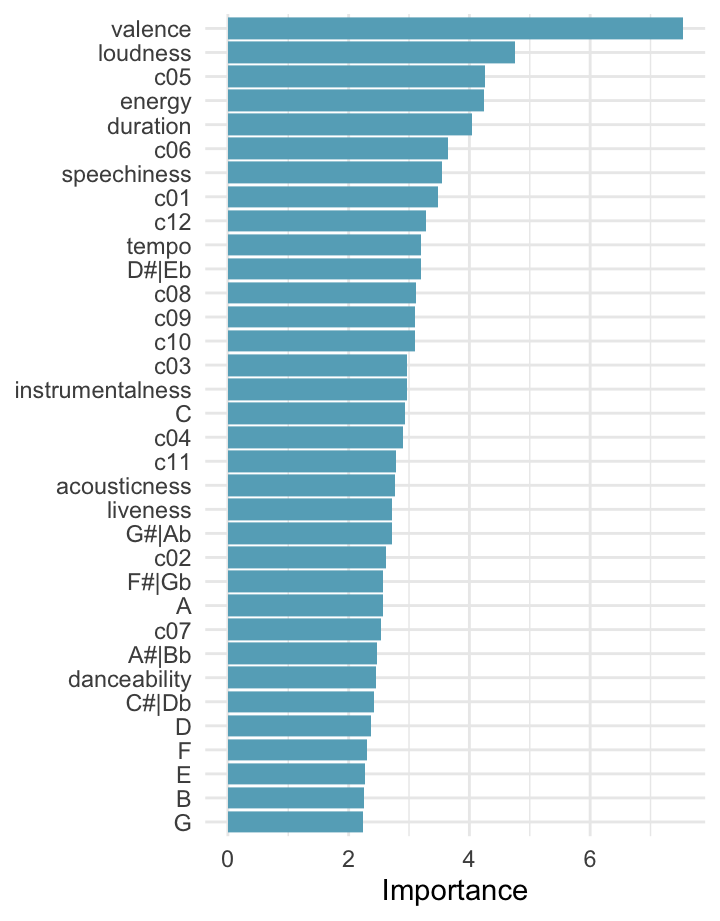 valence
loudness
c05
energy
duration
c06
speechiness
c01
c12
tempo
D#|Eb
c08
c09
c10
c03
instrumentalness
C
c04
c11
acousticness
liveness
G#|Ab
c02
F#|Gb
A
c07
A#|Bb
danceability
C#|Db
D
F
E
B
G
0 2 4 6
Importance